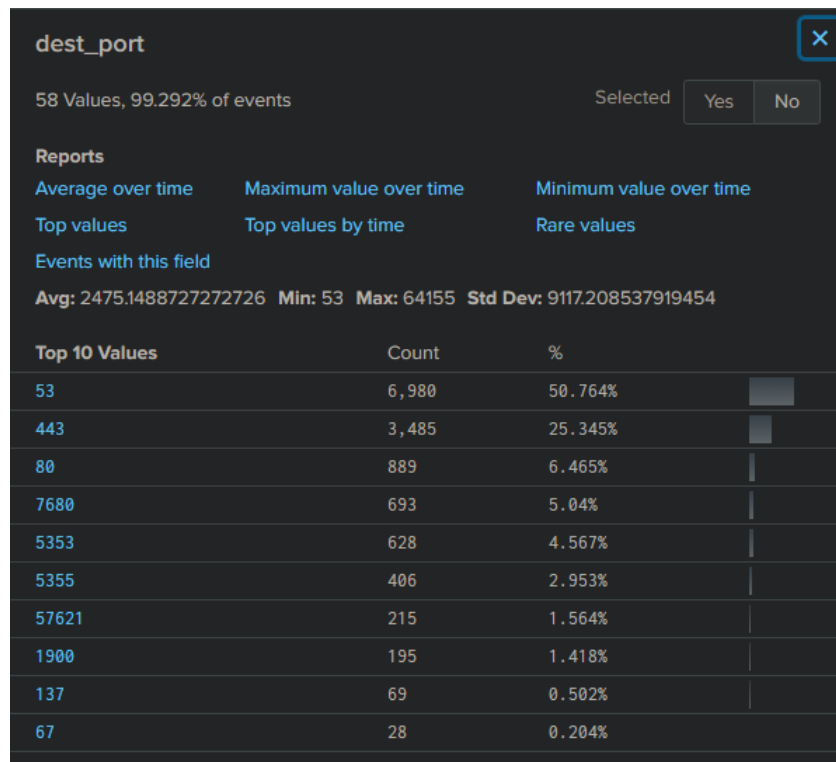 dest_port
58 Values, 99.292% of events Selected Yes No
Reports
Average over time Maximum value over time Minimum value over time
Top values Top values by time Rare values
Events with this field
Avg: 2475.1488727272726 Min: 53 Max: 64155 Std Dev: 9117.208537919454
Top 10 Values Count %
53 6,980 50.764%
443 3,485 25.345%
80 889 6.465%
7680 693 5.04%
5353 628 4.567%
5355 406 2.953%
57621 215 1.564%
1900 195 1.418%
137 69 0.502%
67 28 0.204%